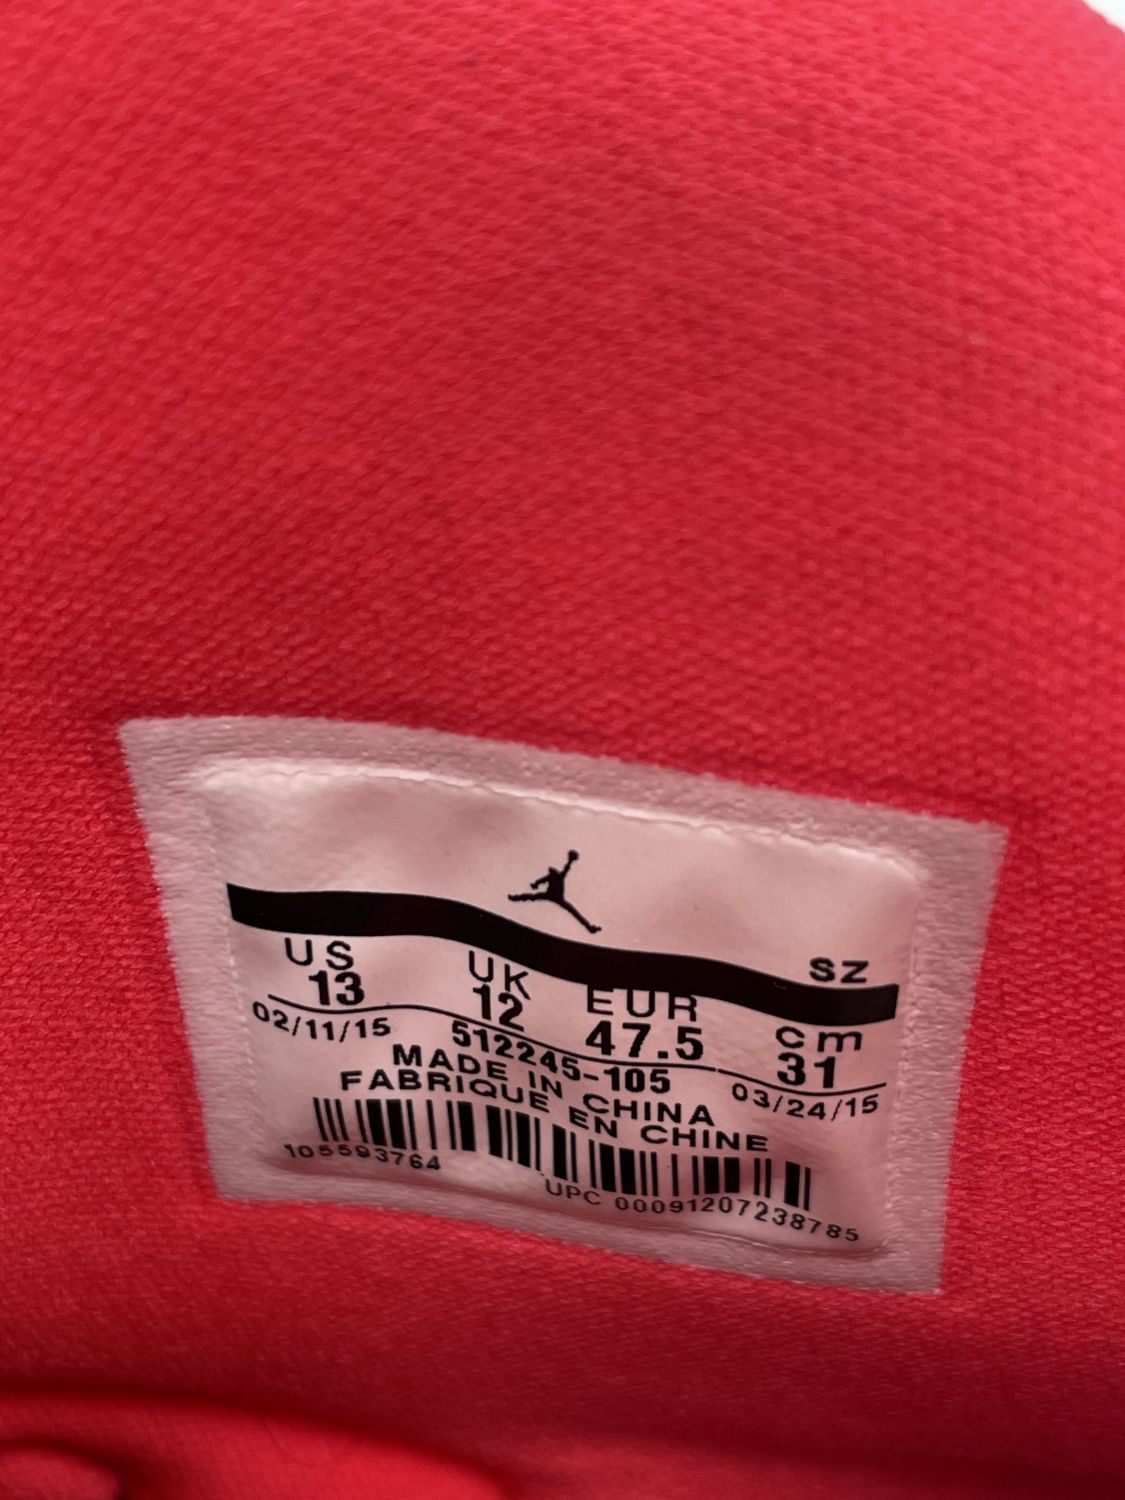 US UK EUR SZ cm
13 12 47.5 31
02/11/15 512245-105 03/24/15
MADE IN CHINA
FABRIQUE EN CHINE
105593764 UPC 00091207238785